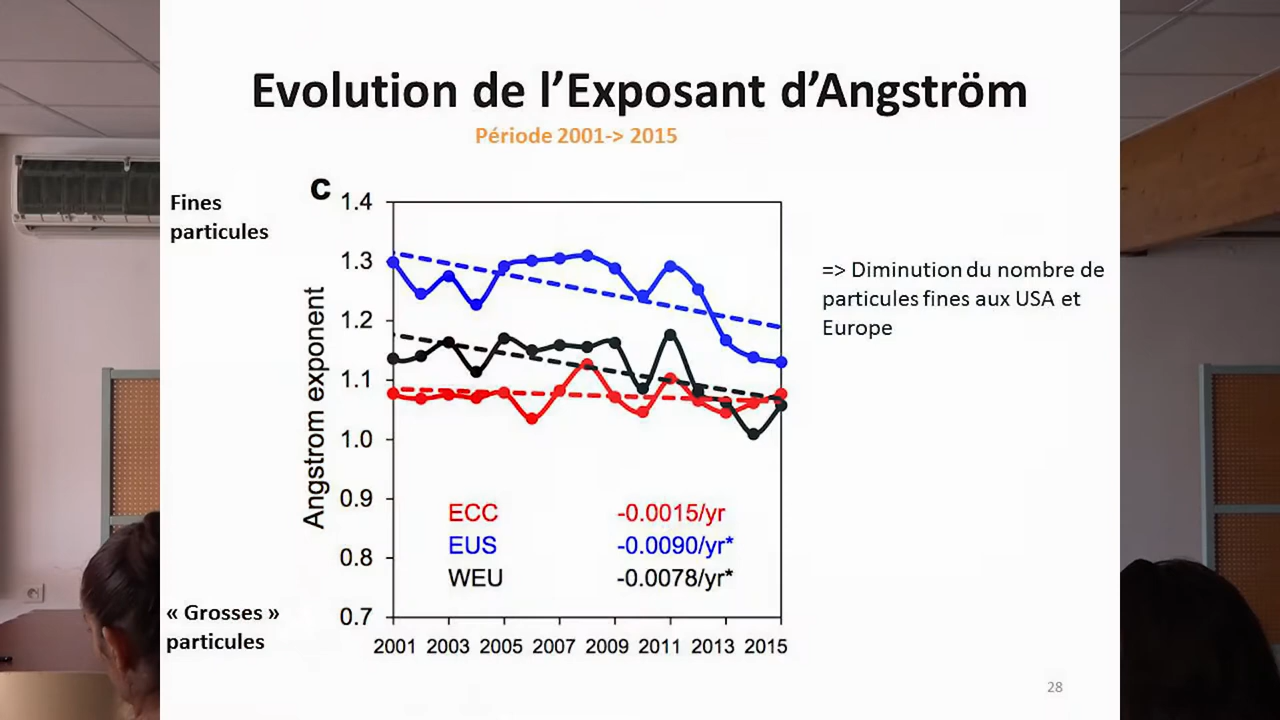 Evolution de l’Exposant d’Angström
Période 2001-> 2015
Fines
particules
c
1.4
1.3
1.2
1.1
1.0
0.9
0.8
0.7
Angstrom exponent
ECC -0.0015/yr
EUS -0.0090/yr*
WEU -0.0078/yr*
2001 2003 2005 2007 2009 2011 2013 2015
=> Diminution du nombre de
particules fines aux USA et
Europe
« Grosses »
particules
28